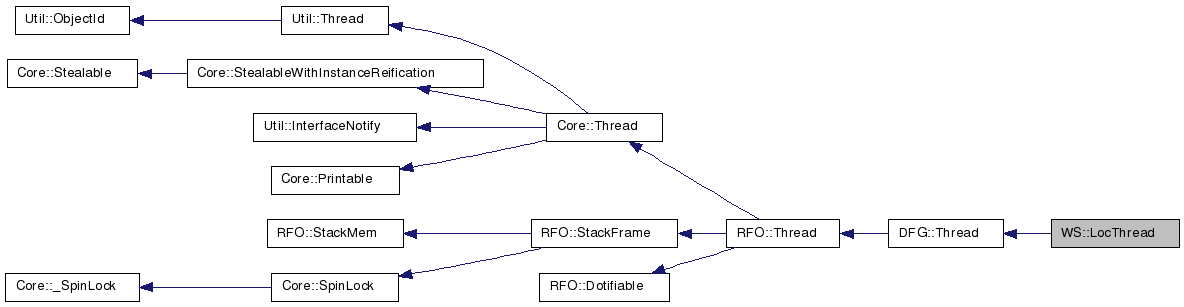 Util::ObjectId
Util::Thread
Core::Stealable
Core::StealableWithInstanceReification
Util::InterfaceNotify
Core::Thread
Core::Printable
RFO::StackMem
RFO::StackFrame
RFO::Thread
DFG::Thread
WS::LocThread
Core::_SpinLock
Core::SpinLock
RFO::Dotifiable